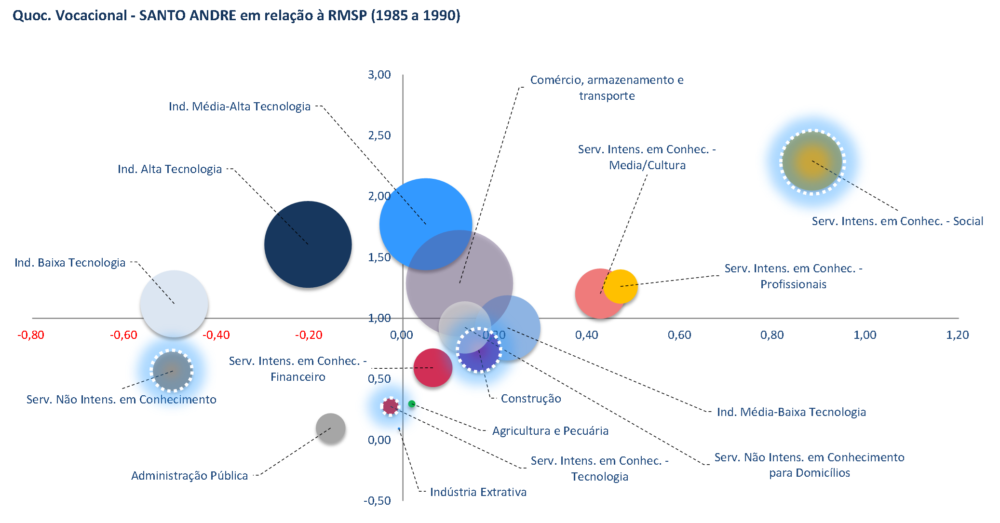 Quoc. Vocacional - SANTO ANDRE em relação à RMSP (1985 a 1990)
3,00
Comércio, armazenamento e
transporte
Ind. Média-Alta Tecnologia
2,50
Serv. Intens. em Conhec. -
Media/Cultura
Ind. Alta Tecnologia
2,00
Serv. Intens. em Conhec. - Social
1,50
Ind. Baixa Tecnologia
Serv. Intens. em Conhec. -
Profissionais
1,00
-0,80
-0,60
-0,40
-0,20
0,00
0,20
0,40
0,60
0,80
1,00
1,20
Serv. Intens. em Conhec. -
Financeiro
0,50
Serv. Não Intens. em Conhecimento
Construção
Ind. Média-Baixa Tecnologia
Agricultura e Pecuária
0,00
Serv. Intens. em Conhec. -
Tecnologia
Serv. Não Intens. em Conhecimento
para Domicílios
Administração Pública
Indústria Extrativa
-0,50